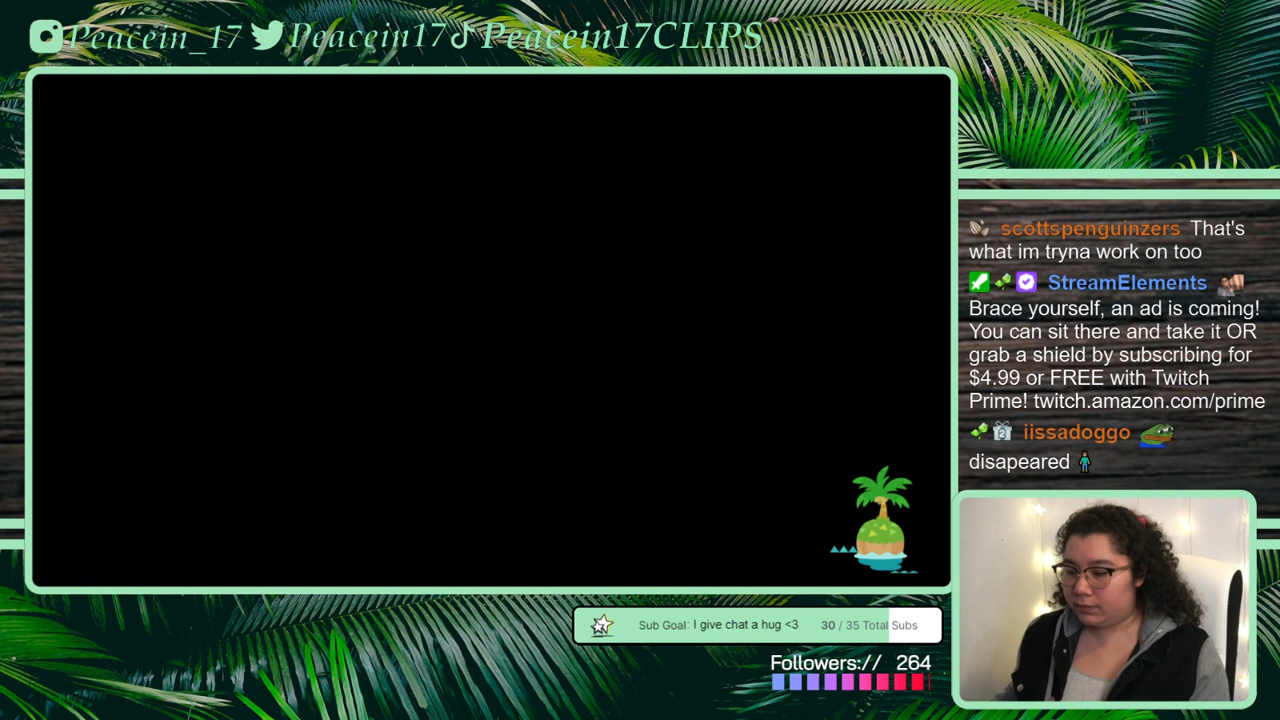 Peacein_17 Peacein17 Peacein17CLIPS
scottspenguinzers That's
what im tryna work on too
StreamElements
Brace yourself, an ad is coming!
You can sit there and take it OR
grab a shield by subscribing for
$4.99 or FREE with Twitch
Prime! twitch.amazon.com/prime
2 iissadoggo
disapeared
Sub Goal: I give chat a hug <3 30 / 35 Total Subs
Followers:// 264